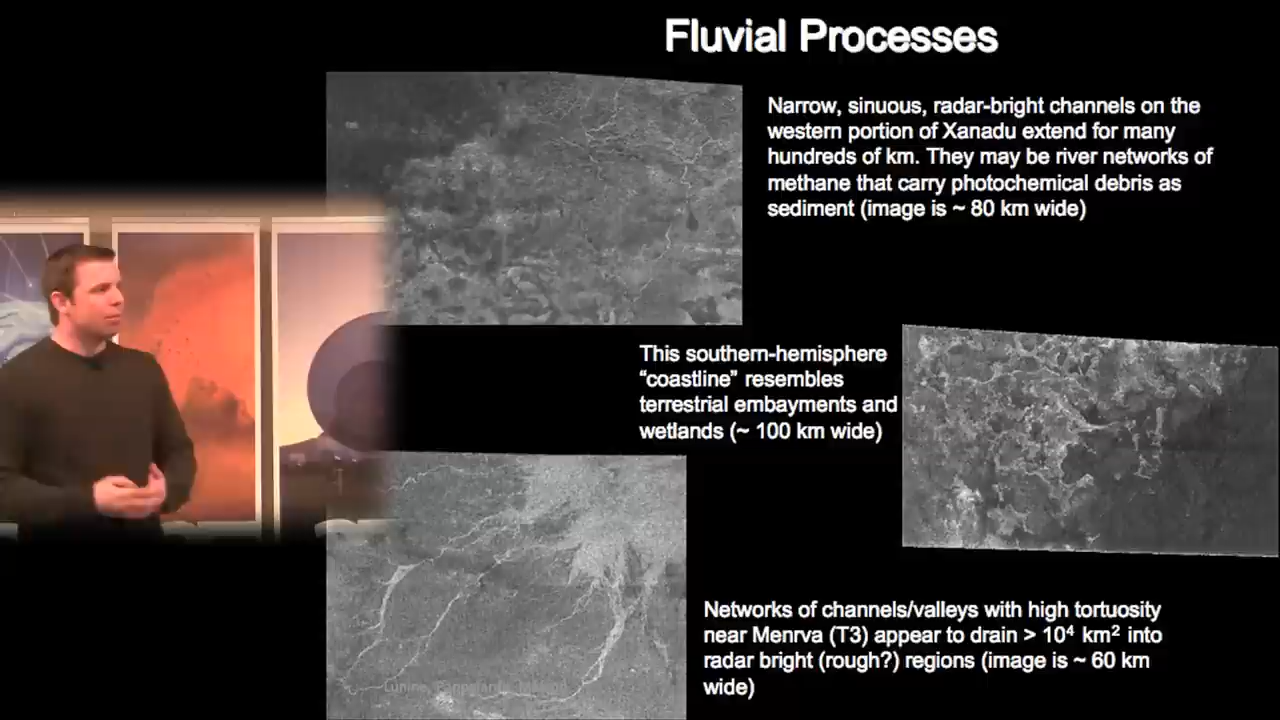 Fluvial Processes
Narrow, sinuous, radar-bright channels on the
western portion of Xanadu extend for many
hundreds of km. They may be river networks of
methane that carry photochemical debris as
sediment (image is ~ 80 km wide)
This southern-hemisphere
“coastline” resembles
terrestrial embayments and
wetlands (~ 100 km wide)
Networks of channels/valleys with high tortuosity
near Menrva (T3) appear to drain > 10⁴ km² into
radar bright (rough?) regions (image is ~ 60 km
wide)
Lunine,